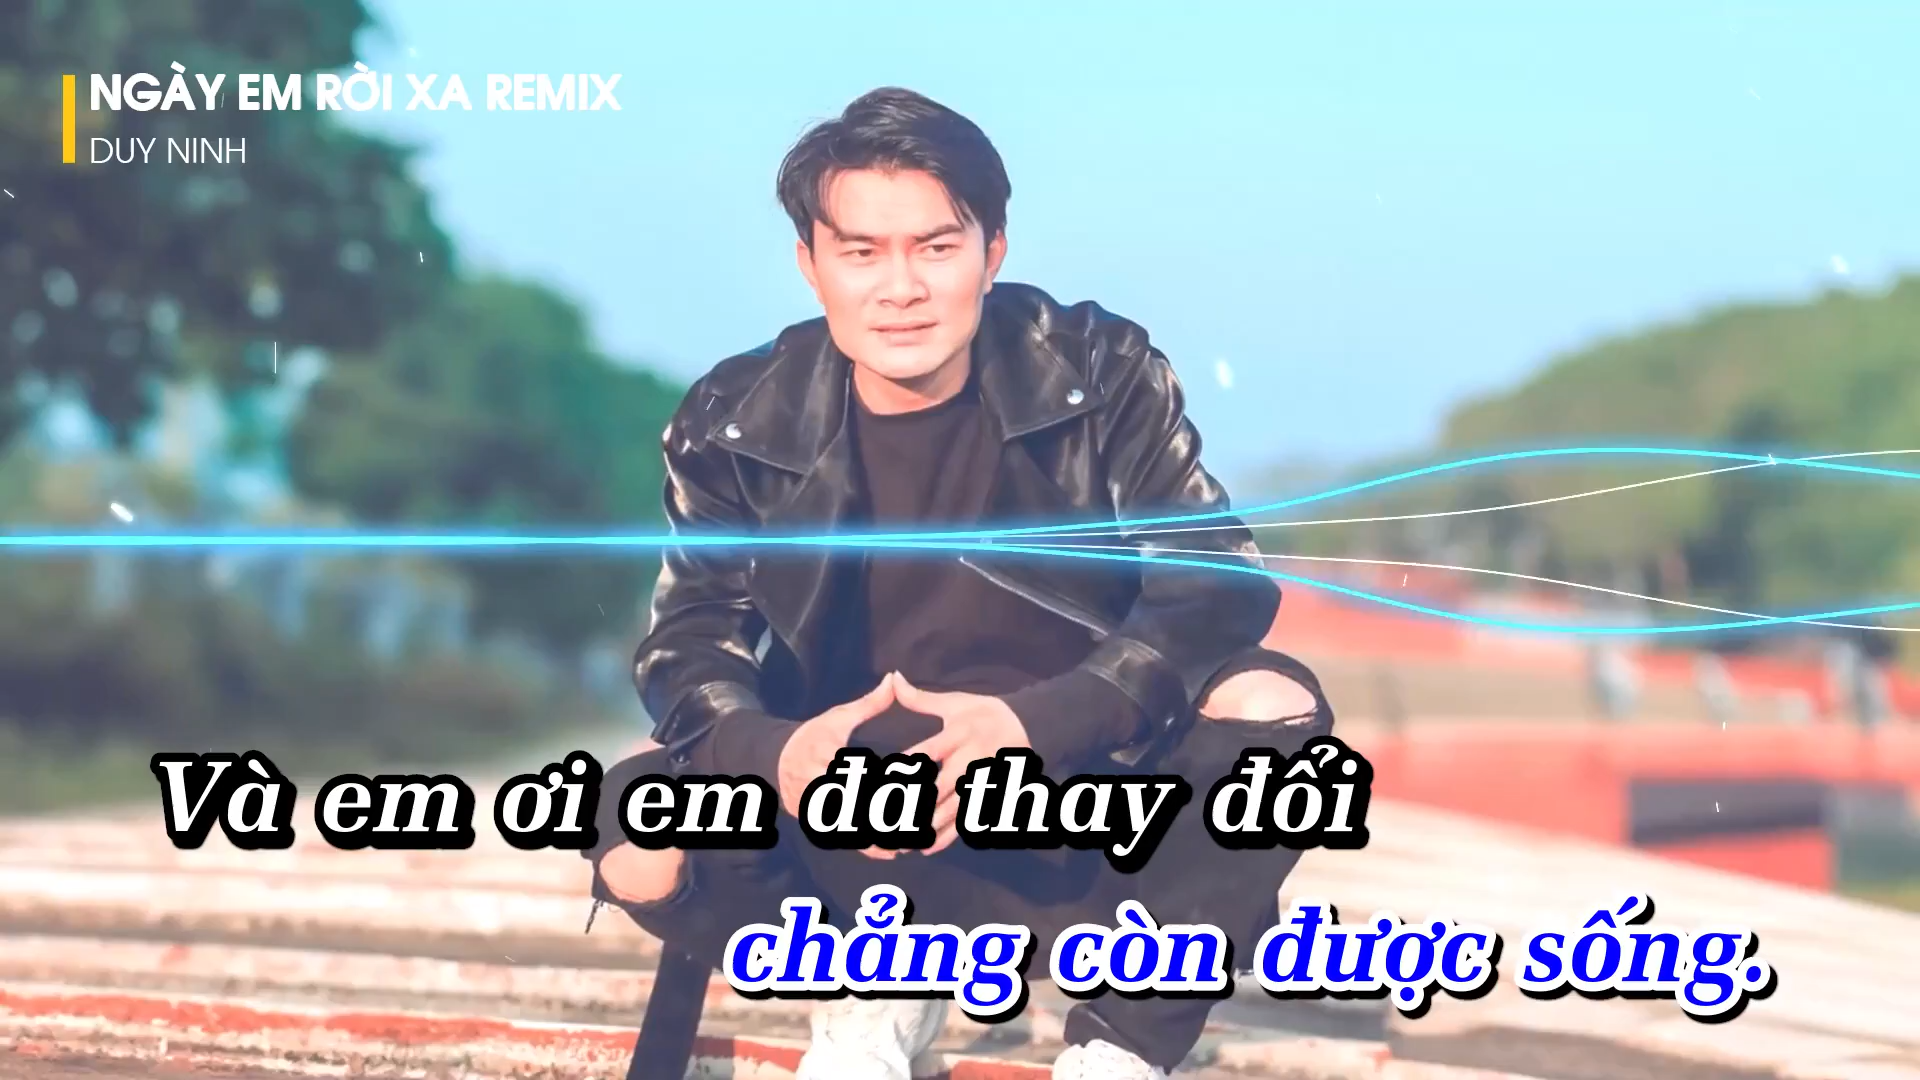 NGÀY EM RỜI XA REMIX
DUY NINH
Và em ơi em đã thay đổi
chẳng còn được sống.